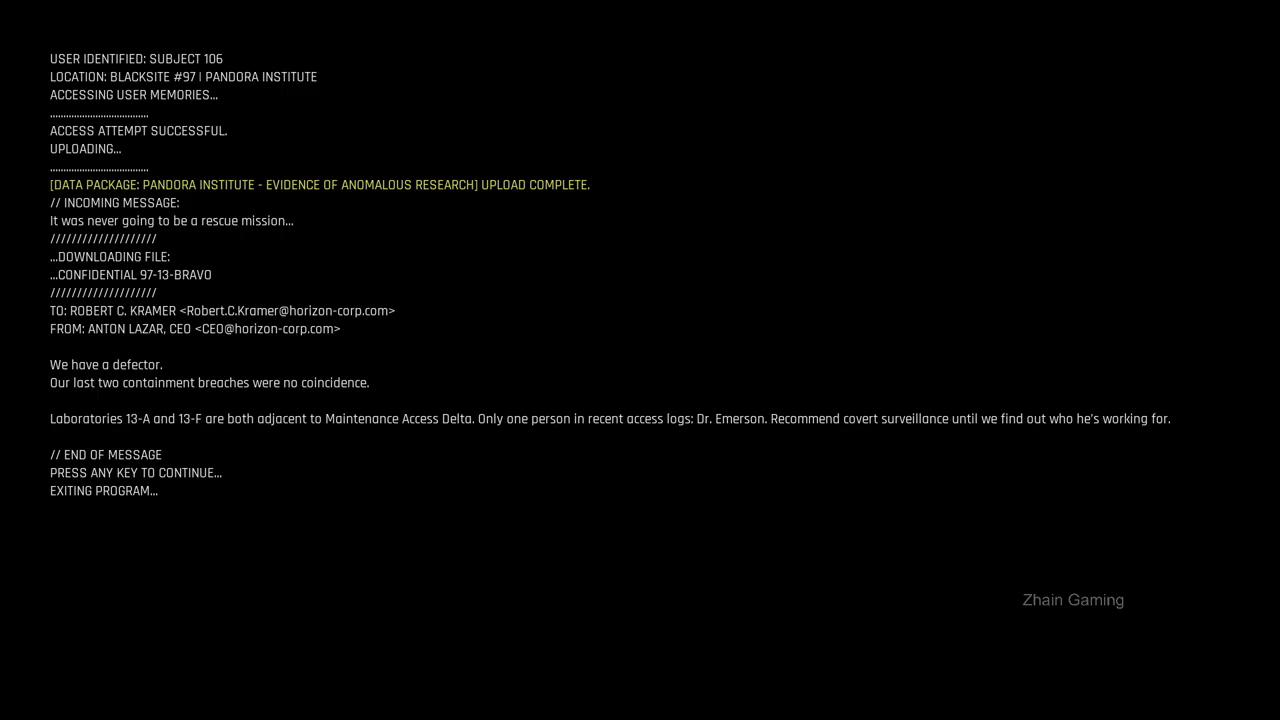 USER IDENTIFIED: SUBJECT 106
LOCATION: BLACKSITE #97 | PANDORA INSTITUTE
ACCESSING USER MEMORIES...
.....................................
ACCESS ATTEMPT SUCCESSFUL.
UPLOADING...
.....................................
[DATA PACKAGE: PANDORA INSTITUTE - EVIDENCE OF ANOMALOUS RESEARCH] UPLOAD COMPLETE.
// INCOMING MESSAGE:
It was never going to be a rescue mission...
////////////////////
...DOWNLOADING FILE:
...CONFIDENTIAL 97-13-BRAVO
////////////////////
TO: ROBERT C. KRAMER <Robert.C.Kramer@horizon-corp.com>
FROM: ANTON LAZAR, CEO <CEO@horizon-corp.com>
We have a defector.
Our last two containment breaches were no coincidence.
Laboratories 13-A and 13-F are both adjacent to Maintenance Access Delta. Only one person in recent access logs: Dr. Emerson. Recommend covert surveillance until we find out who he's working for.
// END OF MESSAGE
PRESS ANY KEY TO CONTINUE...
EXITING PROGRAM...
Zhain Gaming